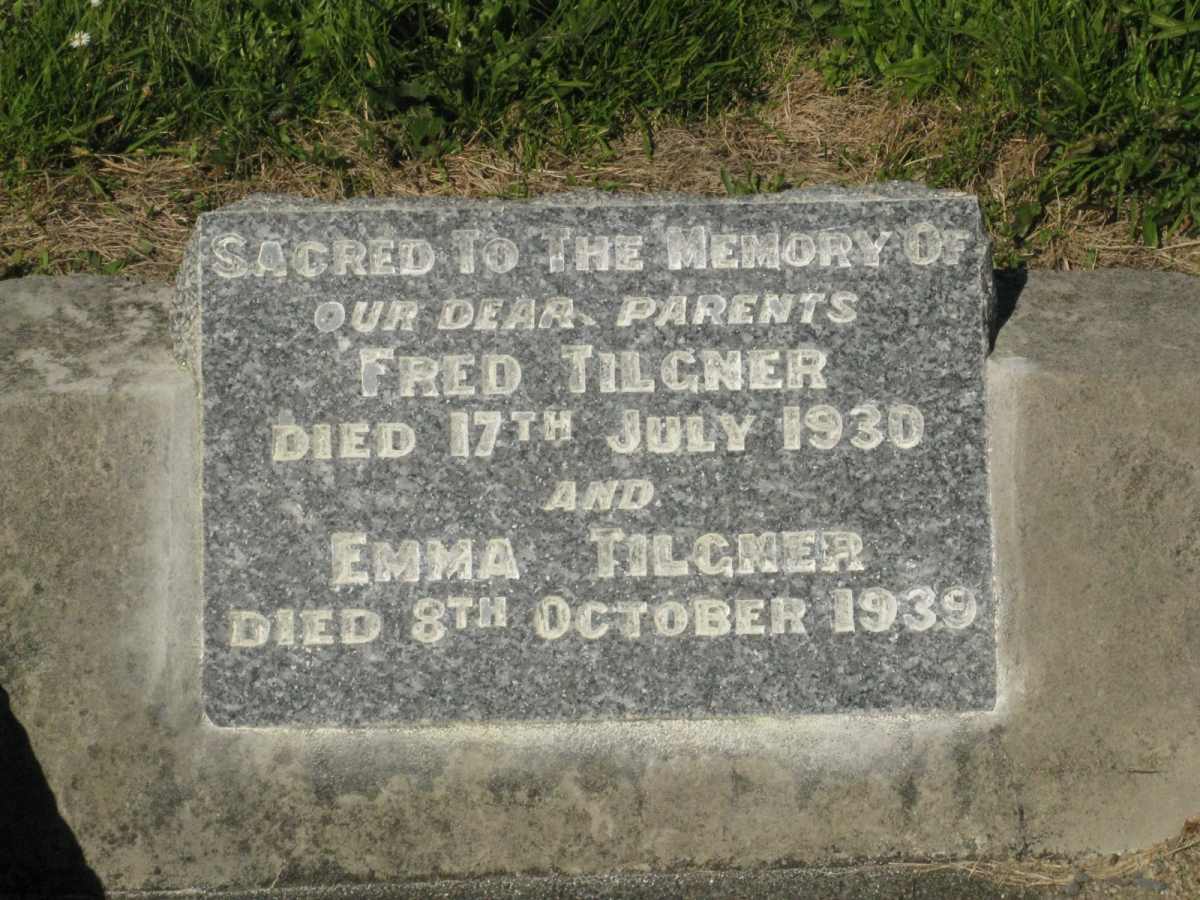 SACRED TO THE MEMORY OF
OUR DEAR PARENTS
FRED TILGNER
DIED 17TH JULY 1930
AND
EMMA TILGNER
DIED 8TH OCTOBER 1939